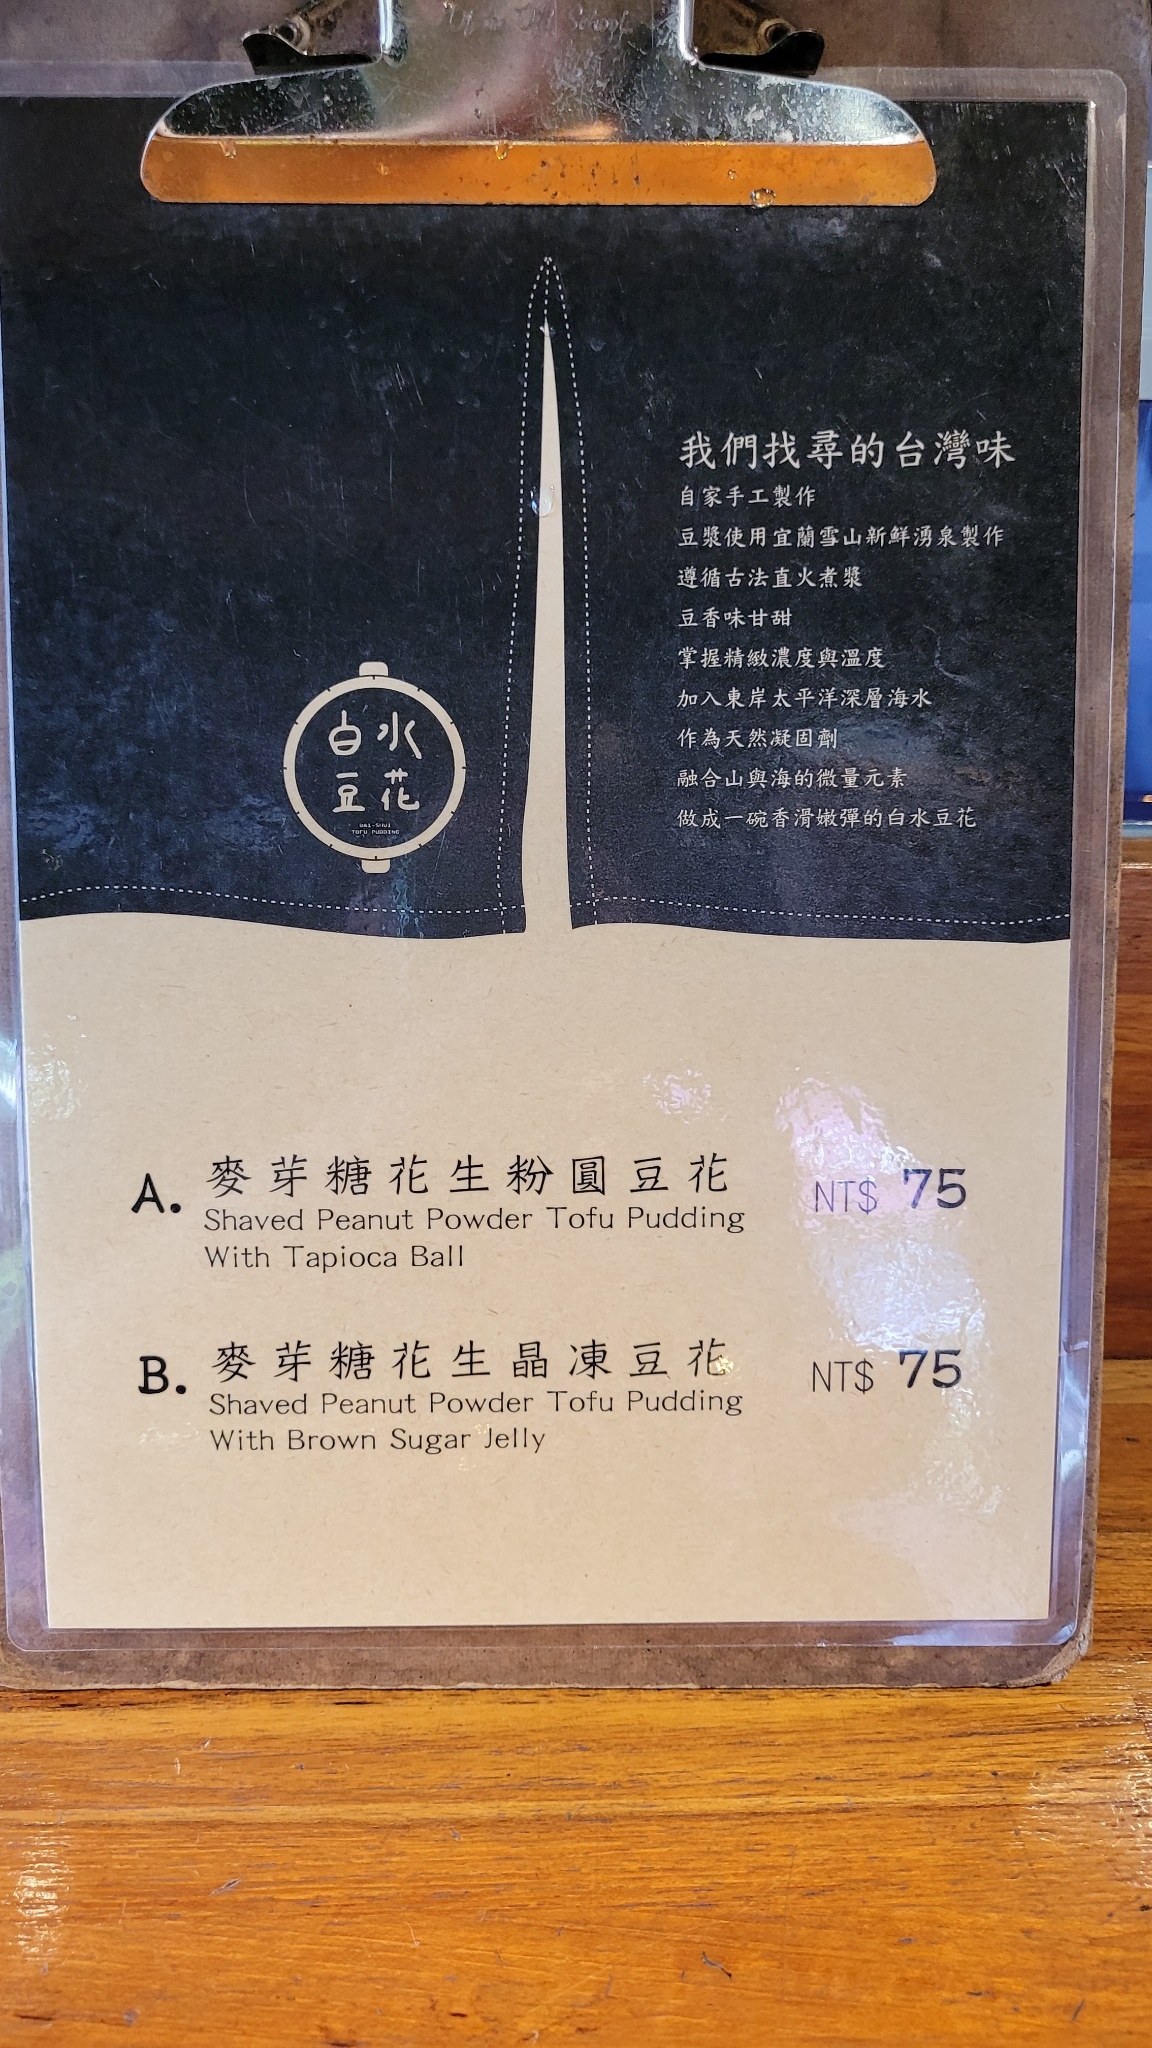 我們找尋的台灣味
自家手工製作
豆漿使用宜蘭雪山新鮮湧泉製作
遵循古法直火煮漿
豆香味甘甜
掌握精緻濃度與溫度
加入東岸太平洋深層海水
作為天然凝固劑
融合山與海的微量元素
做成一碗香滑嫩彈的白水豆花
白水
豆花
BAI-SHUI
TOFU PUDDING
A. 麥芽糖花生粉圓豆花 NT$ 75
Shaved Peanut Powder Tofu Pudding
With Tapioca Ball
B. 麥芽糖花生晶凍豆花 NT$ 75
Shaved Peanut Powder Tofu Pudding
With Brown Sugar Jelly